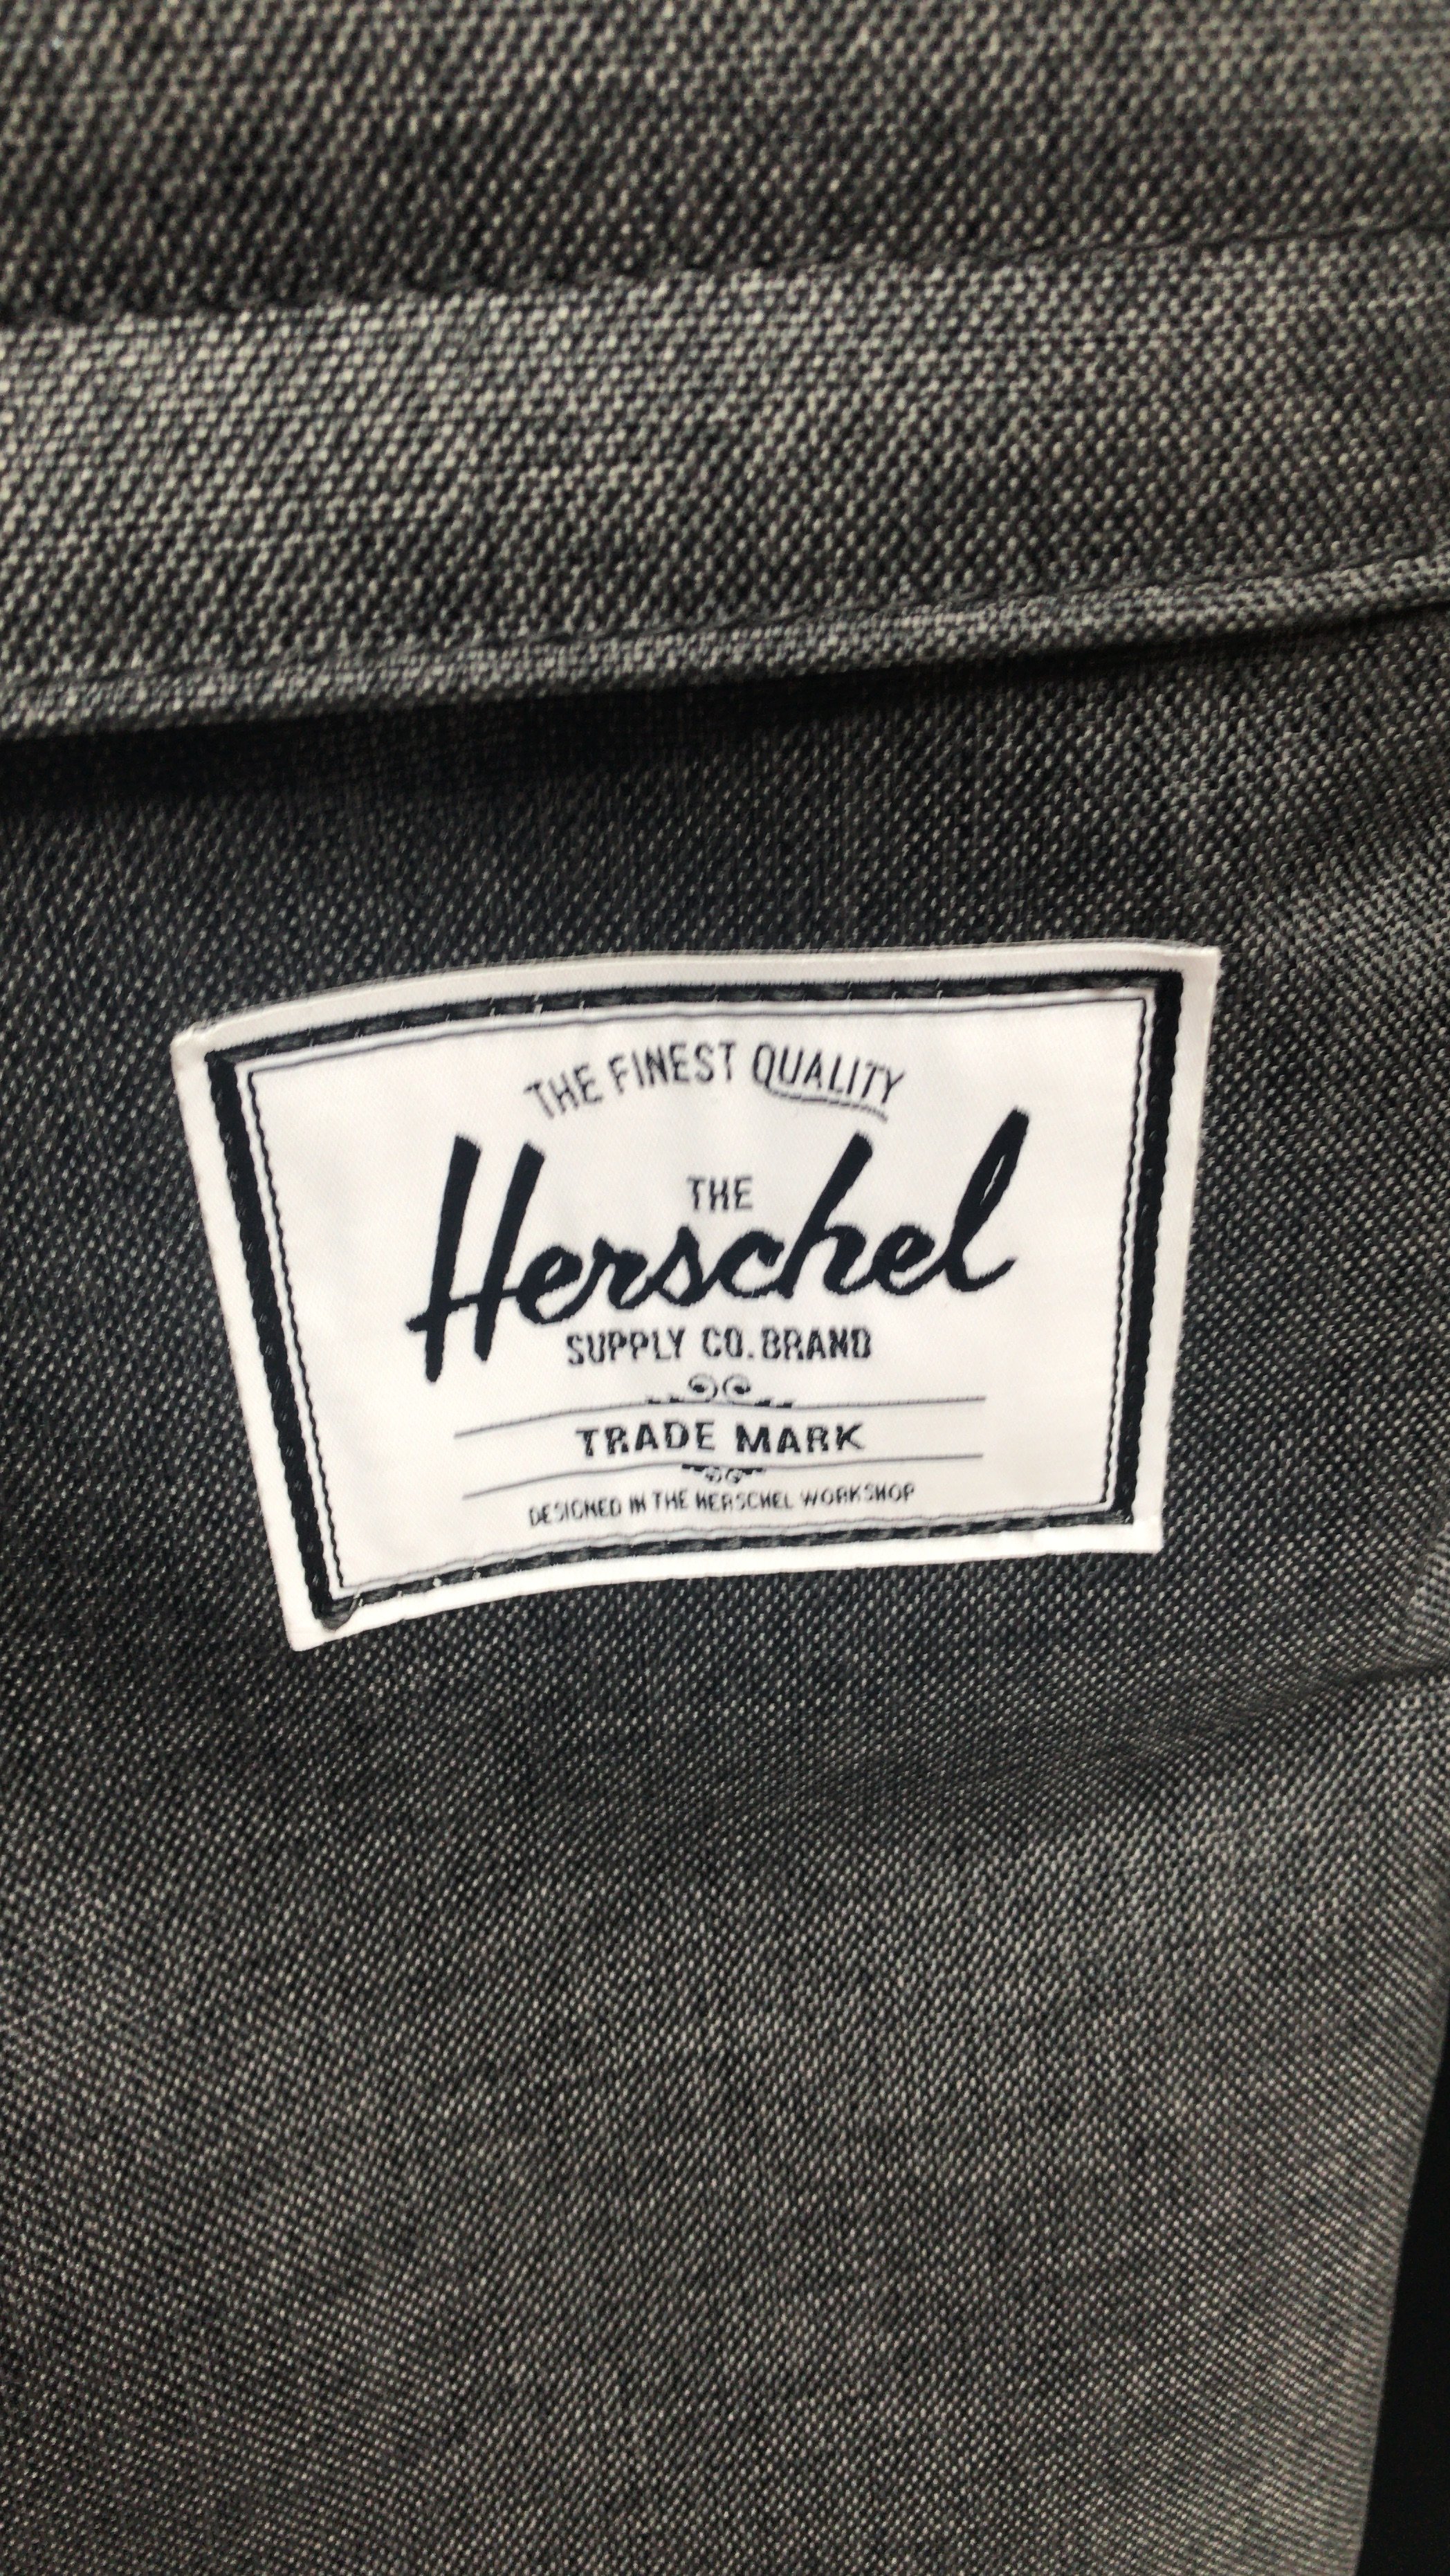 THE FINEST QUALITY
THE
Herschel
SUPPLY CO. BRAND
TRADE MARK
DESIGNED IN THE HERSCHEL WORKSHOP